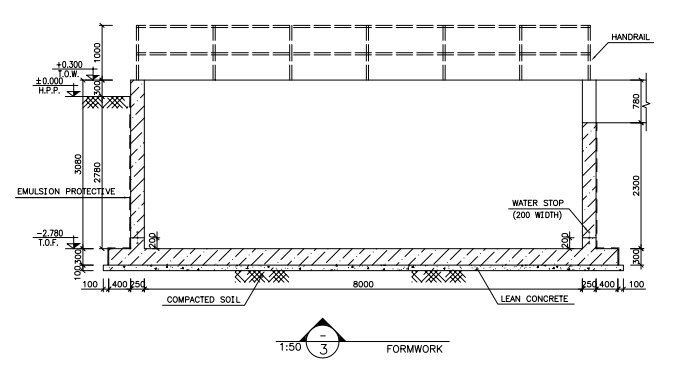 HANDRAIL
1000
+0.300
T.O.W.
±0.000
H.P.P.
300
780
3080
2780
2300
EMULSION PROTECTIVE
WATER STOP
(200 WIDTH)
−2.780
T.O.F.
200
200
300
300
100
100
400
250
8000
250
400
100
COMPACTED SOIL
LEAN CONCRETE
-
1:50
3
FORMWORK